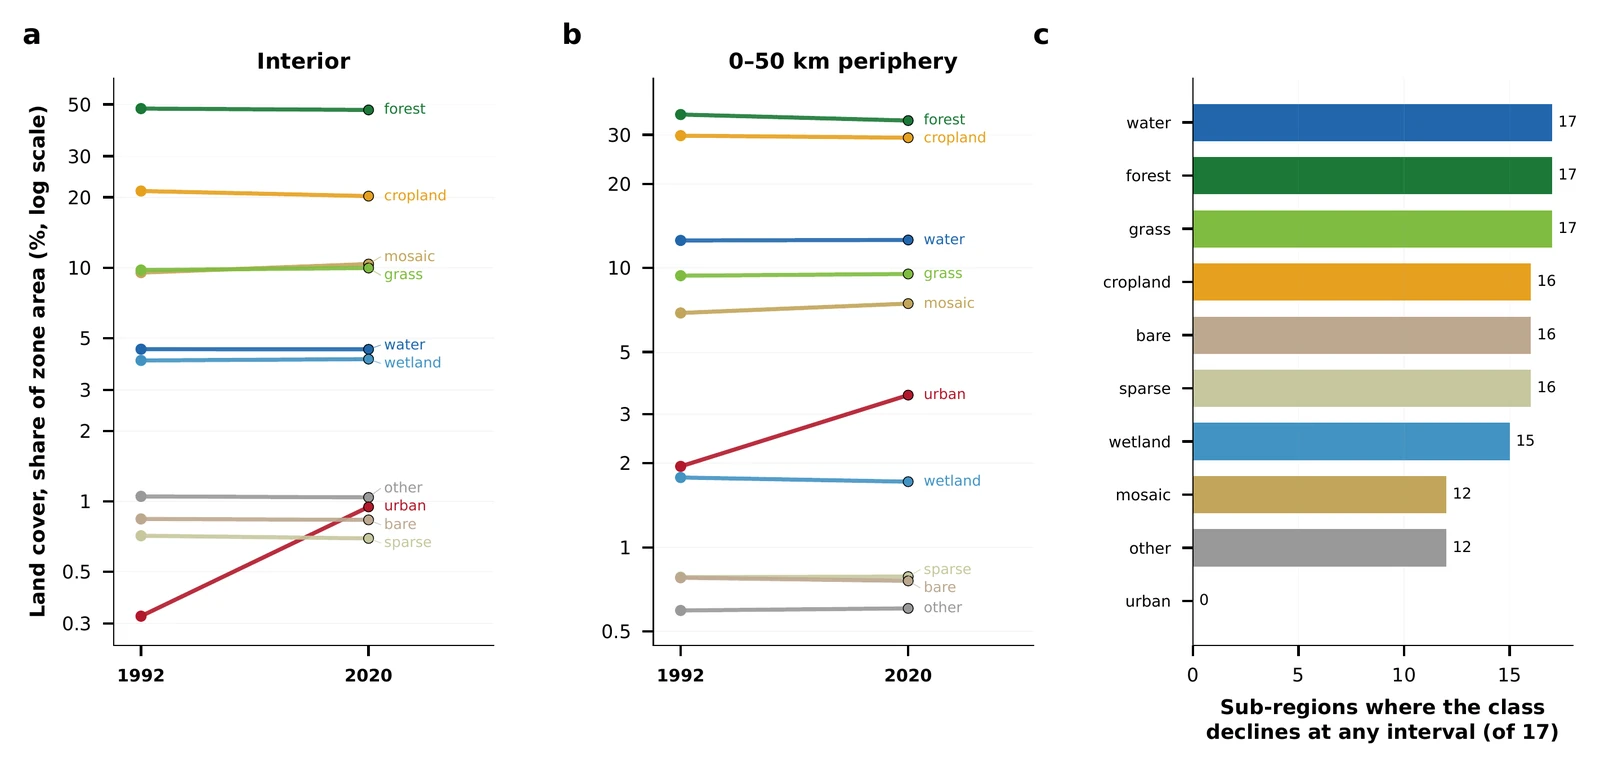 a
Interior
Land cover, share of zone area (%, log scale)
50
30
20
10
5
3
2
1
0.5
0.3
forest
cropland
mosaic
grass
water
wetland
other
urban
bare
sparse
1992
2020
b
0–50 km periphery
30
20
10
5
3
2
1
0.5
forest
cropland
water
grass
mosaic
urban
wetland
sparse
bare
other
1992
2020
c
water 17
forest 17
grass 17
cropland 16
bare 16
sparse 16
wetland 15
mosaic 12
other 12
urban 0
0 5 10 15
Sub-regions where the class
declines at any interval (of 17)